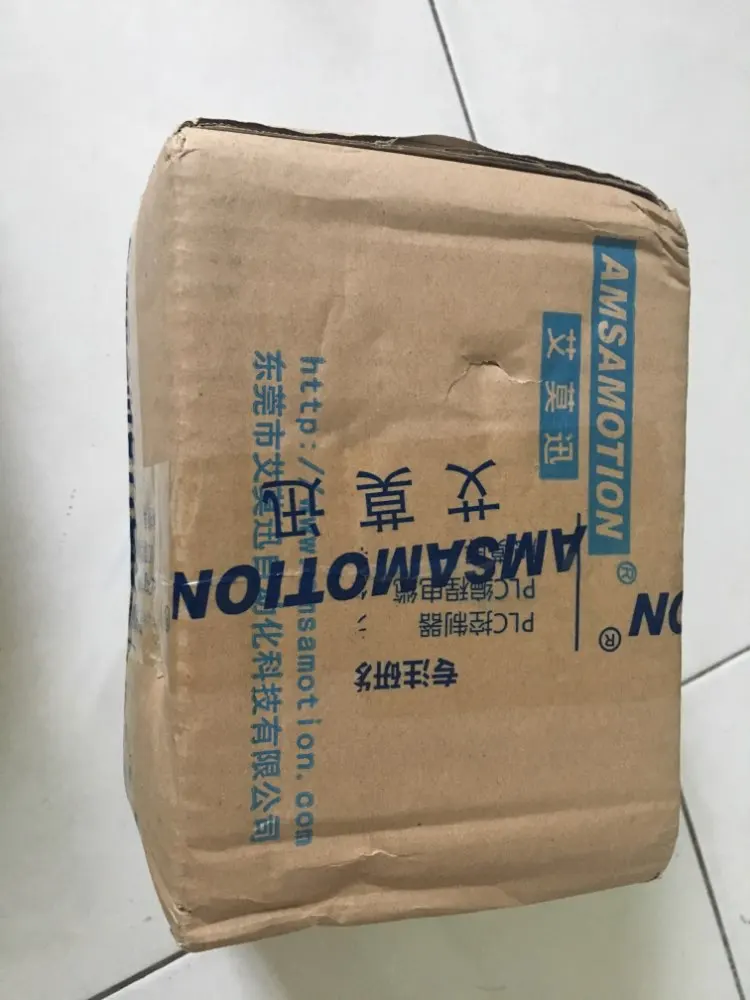 AMSAMOTION®
艾莫迅
http://www.amsamotion.com
东莞市艾莫迅自动化科技有限公司
ON®
专注研发
PLC控制器
PLC编程电缆
AMSAMOTION
艾莫迅